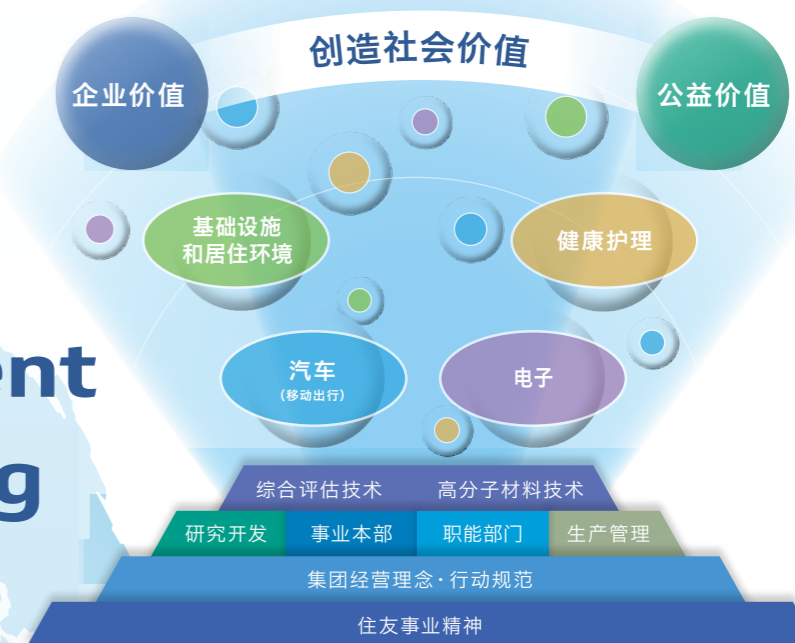 创造社会价值
企业价值
公益价值
基础设施
和居住环境
健康护理
汽车
(移动出行)
电子
ent
g
综合评估技术 高分子材料技术
研究开发 事业本部 职能部门 生产管理
集团经营理念·行动规范
住友事业精神